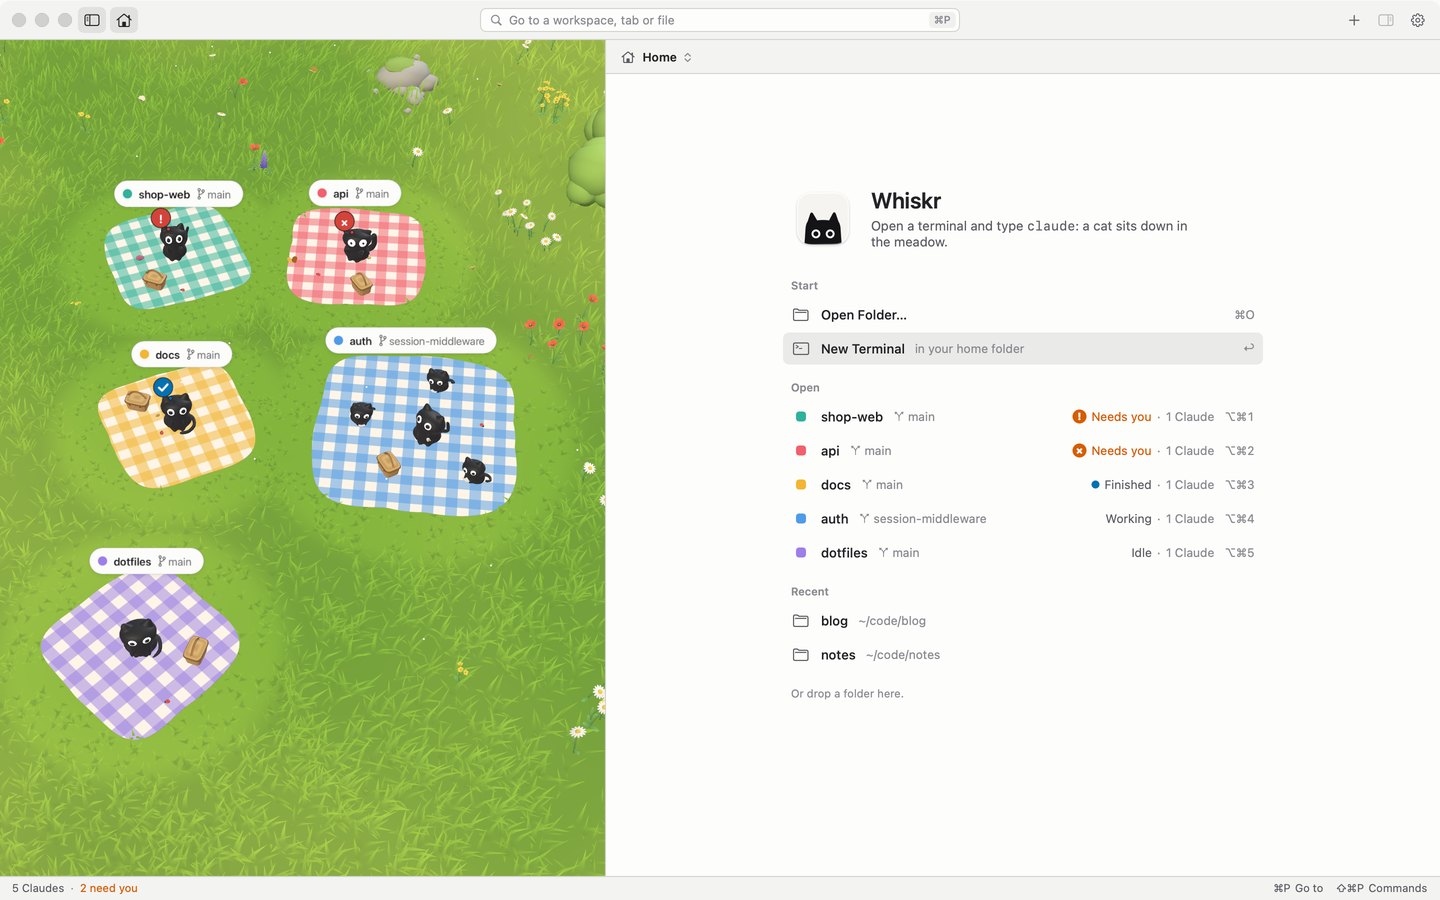 Go to a workspace, tab or file ⌘P
Home
shop-web main
api main
docs main
auth session-middleware
dotfiles main
Whiskr
Open a terminal and type claude: a cat sits down in
the meadow.
Start
Open Folder... ⌘O
New Terminal in your home folder ↩
Open
shop-web main Needs you · 1 Claude ⌥⌘1
api main Needs you · 1 Claude ⌥⌘2
docs main Finished · 1 Claude ⌥⌘3
auth session-middleware Working · 1 Claude ⌥⌘4
dotfiles main Idle · 1 Claude ⌥⌘5
Recent
blog ~/code/blog
notes ~/code/notes
Or drop a folder here.
5 Claudes · 2 need you
⌘P Go to ⇧⌘P Commands